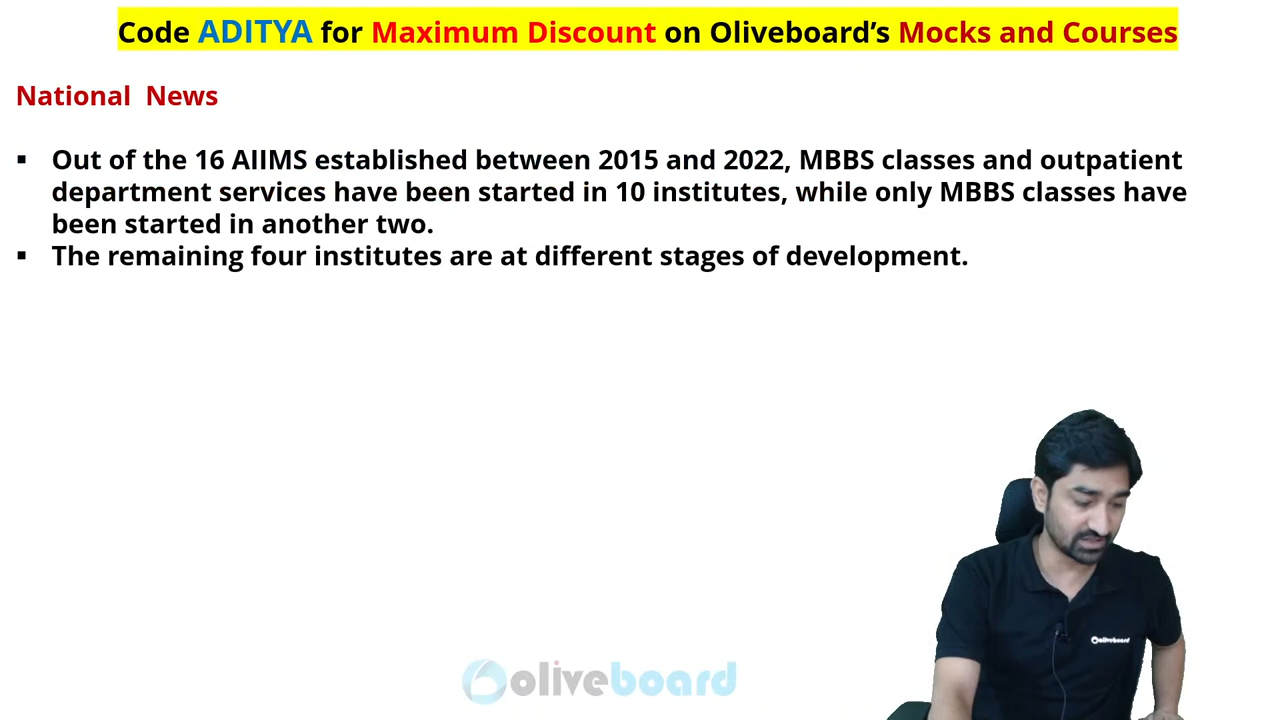 Code ADITYA for Maximum Discount on Oliveboard’s Mocks and Courses
National News
▪ Out of the 16 AIIMS established between 2015 and 2022, MBBS classes and outpatient
department services have been started in 10 institutes, while only MBBS classes have
been started in another two.
▪ The remaining four institutes are at different stages of development.
oliveboard
oliveboard